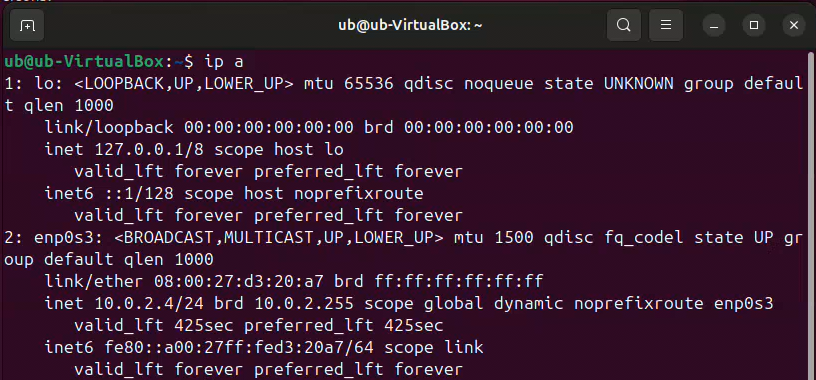 ub@ub-VirtualBox: ~
ub@ub-VirtualBox:~$ ip a
1: lo: <LOOPBACK,UP,LOWER_UP> mtu 65536 qdisc noqueue state UNKNOWN group defaul
t qlen 1000
    link/loopback 00:00:00:00:00:00 brd 00:00:00:00:00:00
    inet 127.0.0.1/8 scope host lo
       valid_lft forever preferred_lft forever
    inet6 ::1/128 scope host noprefixroute
       valid_lft forever preferred_lft forever
2: enp0s3: <BROADCAST,MULTICAST,UP,LOWER_UP> mtu 1500 qdisc fq_codel state UP gr
oup default qlen 1000
    link/ether 08:00:27:d3:20:a7 brd ff:ff:ff:ff:ff:ff
    inet 10.0.2.4/24 brd 10.0.2.255 scope global dynamic noprefixroute enp0s3
       valid_lft 425sec preferred_lft 425sec
    inet6 fe80::a00:27ff:fed3:20a7/64 scope link
       valid_lft forever preferred_lft forever